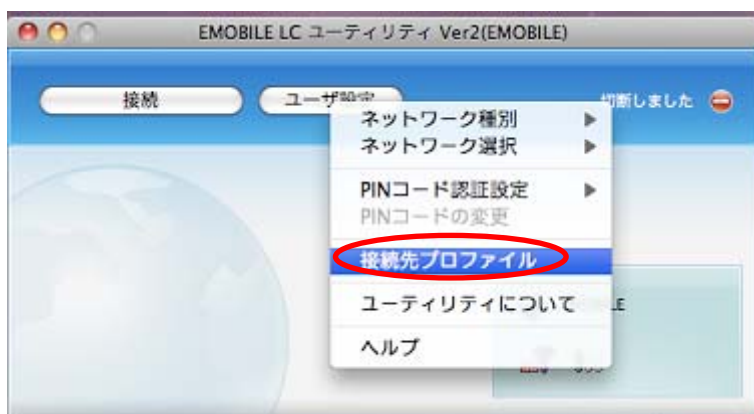 EMOBILE LC ユーティリティ Ver2(EMOBILE)
接続
ユーザ設定
切断しました
ネットワーク種別
ネットワーク選択
PINコード認証設定
PINコードの変更
接続先プロファイル
ユーティリティについて
ヘルプ